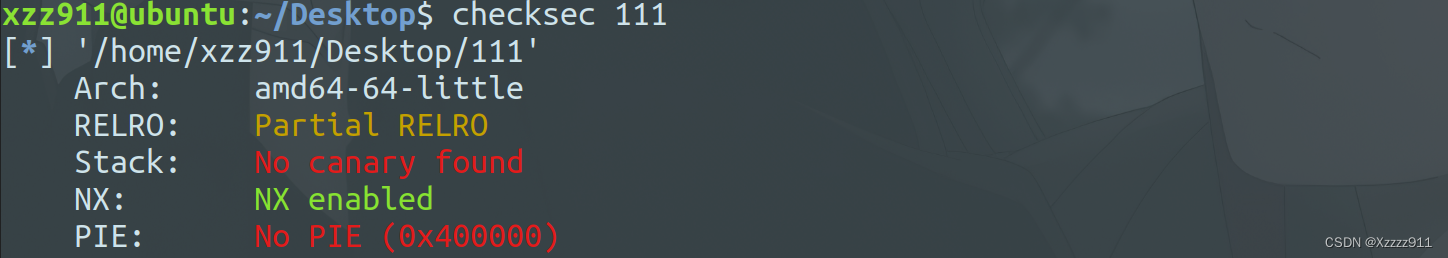 xzz911@ubuntu:~/Desktop$ checksec 111
[*] '/home/xzz911/Desktop/111'
Arch: amd64-64-little
RELRO: Partial RELRO
Stack: No canary found
NX: NX enabled
PIE: No PIE (0x400000)
CSDN @Xzzzz911